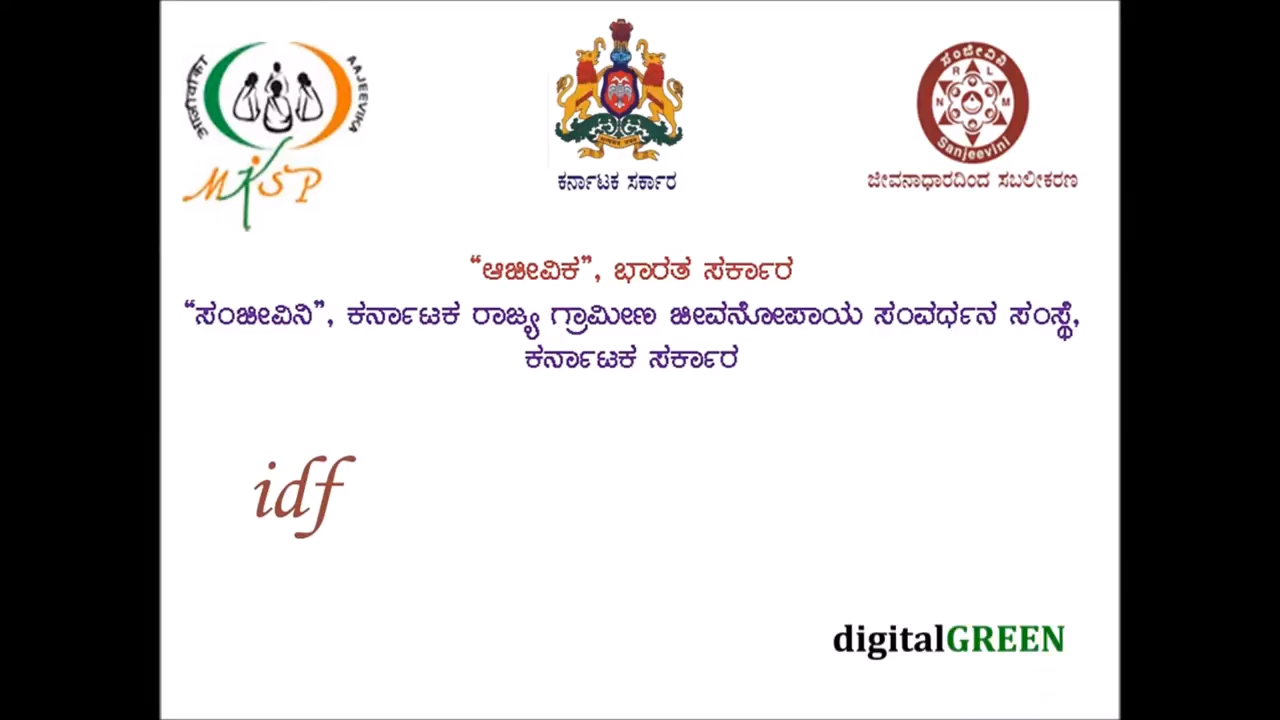 आजीविका
AAJEEVIKA
MKSP
ಕರ್ನಾಟಕ ಸರ್ಕಾರ
ಸಂಜೀವಿನಿ
R L
N M
Sanjeevini
ಜೀವನಾಧಾರದಿಂದ ಸಬಲೀಕರಣ
“ಆಜೀವಿಕ”, ಭಾರತ ಸರ್ಕಾರ
“ಸಂಜೀವಿನಿ”, ಕರ್ನಾಟಕ ರಾಜ್ಯ ಗ್ರಾಮೀಣ ಜೀವನೋಪಾಯ ಸಂವರ್ಧನ ಸಂಸ್ಥೆ,
ಕರ್ನಾಟಕ ಸರ್ಕಾರ
idf
digitalGREEN